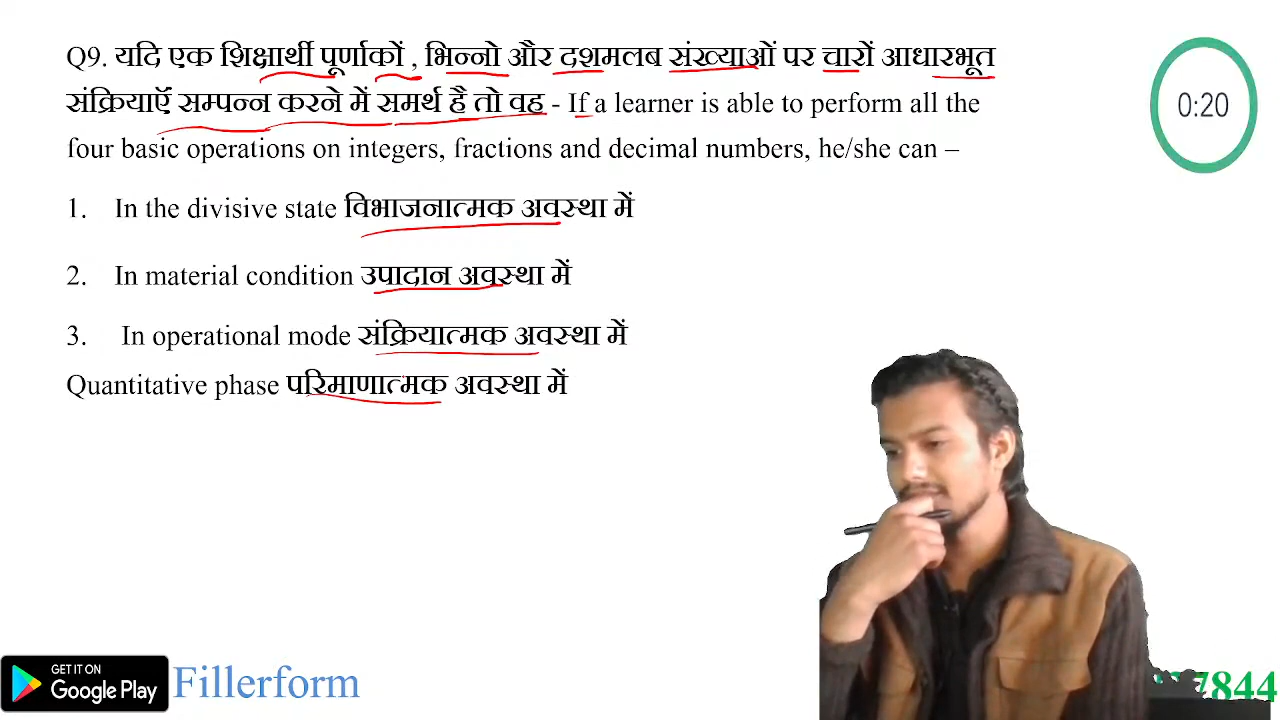 Q9. यदि एक शिक्षार्थी पूर्णाकों , भिन्नो और दशमलब संख्याओं पर चारों आधारभूत
संक्रियाऍ सम्पन्न करने में समर्थ है तो वह - If a learner is able to perform all the
four basic operations on integers, fractions and decimal numbers, he/she can –
0:20
1. In the divisive state विभाजनात्मक अवस्था में
2. In material condition उपादान अवस्था में
3. In operational mode संक्रियात्मक अवस्था में
Quantitative phase परिमाणात्मक अवस्था में
GET IT ON
Google Play
Fillerform
7844